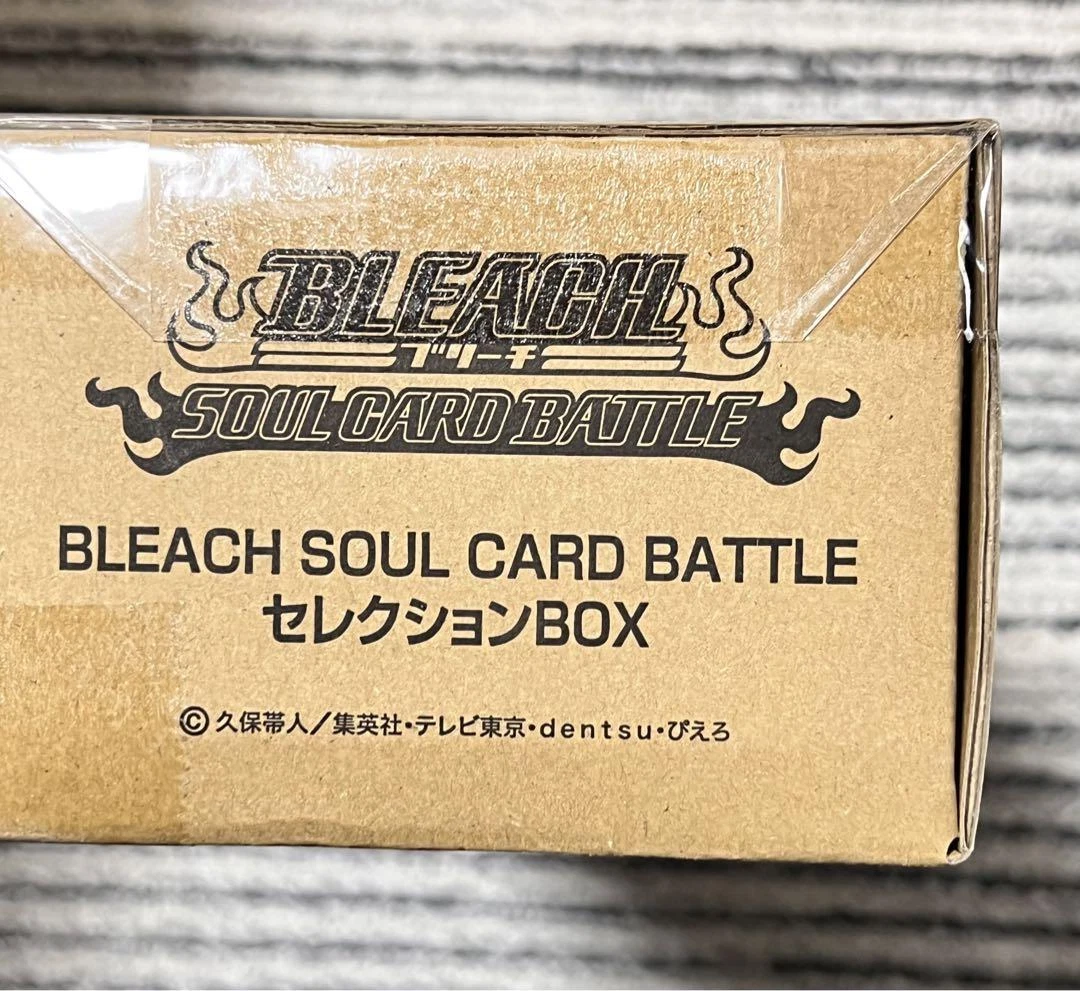 BLEACH
ブリーチ
SOUL CARD BATTLE
BLEACH SOUL CARD BATTLE
セレクションBOX
©久保帯人／集英社・テレビ東京・dentsu・ぴえろ